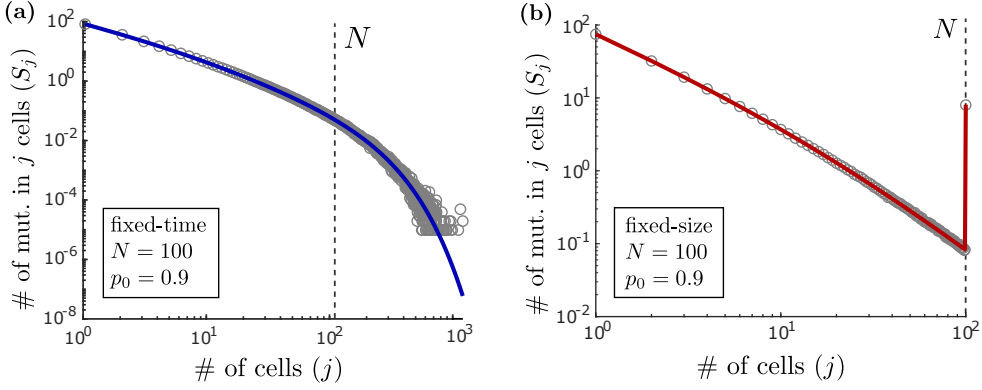 (a)
10^2
10^0
10^-2
10^-4
10^-6
10^-8
# of mut. in j cells (S_j)
N
fixed-time
N = 100
p_0 = 0.9
10^0
10^1
10^2
10^3
# of cells (j)
(b)
10^2
10^1
10^0
10^-1
10^-2
# of mut. in j cells (S_j)
N
fixed-size
N = 100
p_0 = 0.9
10^0
10^1
10^2
# of cells (j)